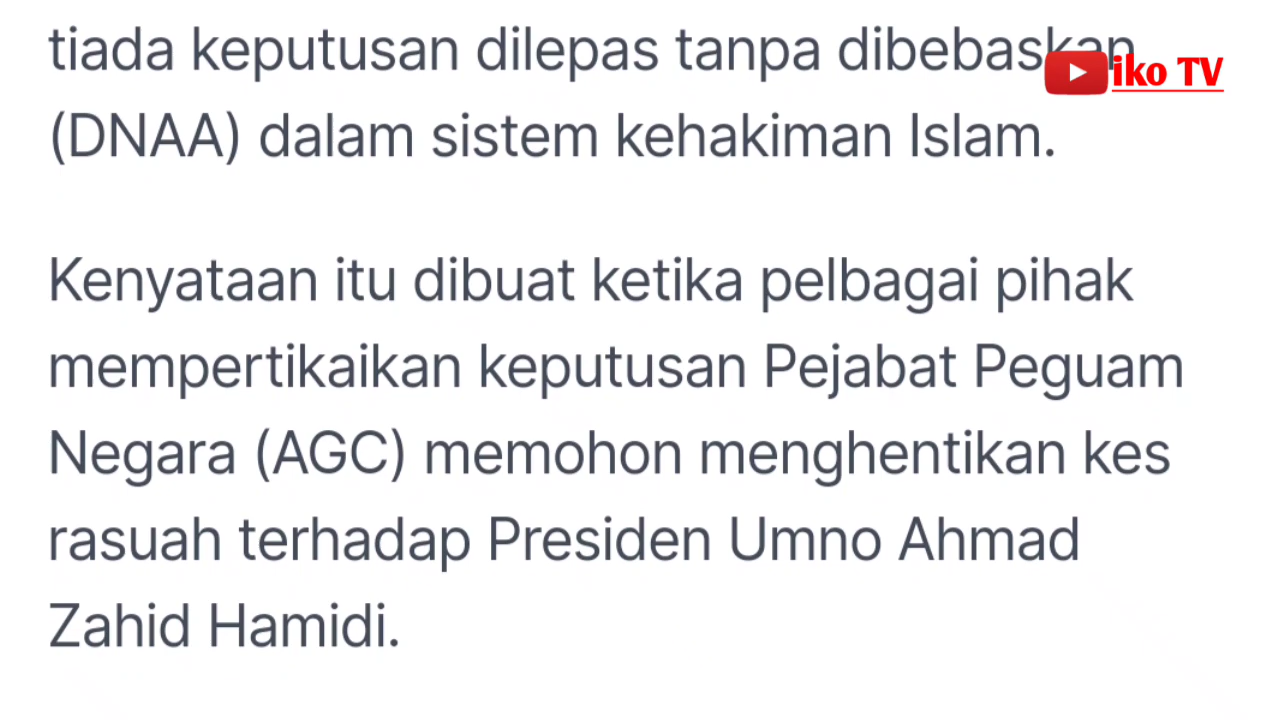 tiada keputusan dilepas tanpa dibebaskan
iko TV
(DNAA) dalam sistem kehakiman Islam.
Kenyataan itu dibuat ketika pelbagai pihak
mempertikaikan keputusan Pejabat Peguam
Negara (AGC) memohon menghentikan kes
rasuah terhadap Presiden Umno Ahmad
Zahid Hamidi.